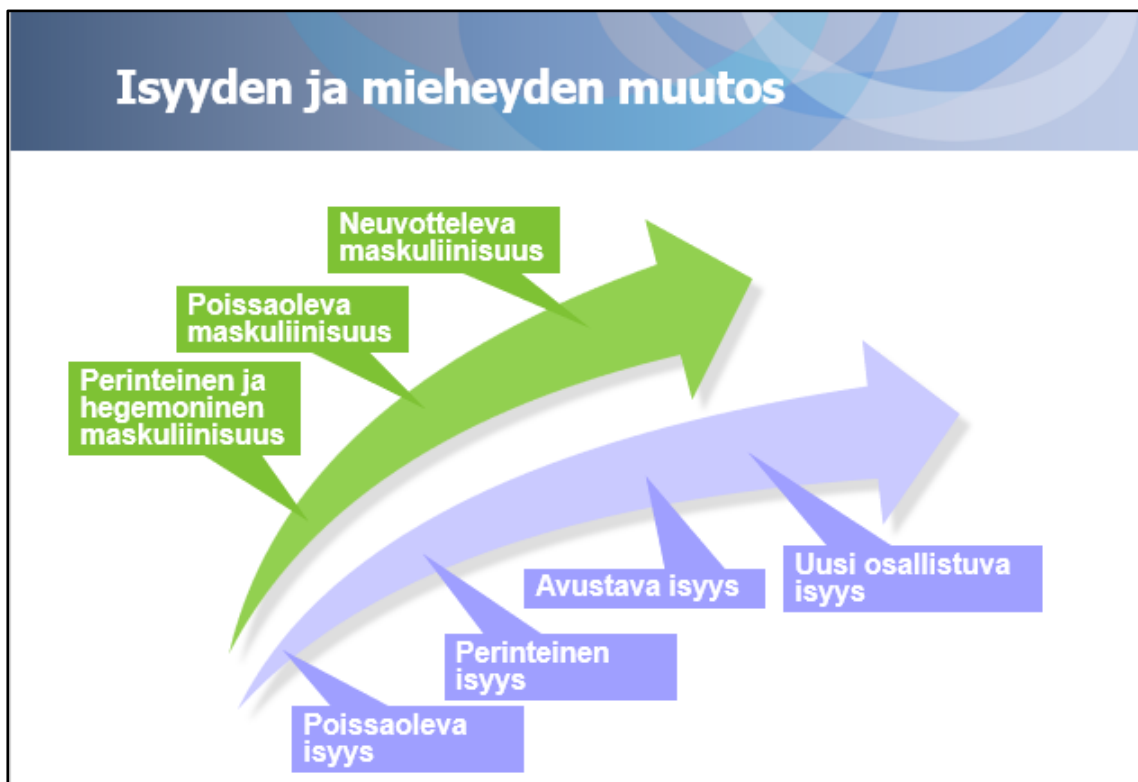 Isyyden ja mieheyden muutos
Neuvotteleva
maskuliinisuus
Poissaoleva
maskuliinisuus
Perinteinen ja
hegemoninen
maskuliinisuus
Avustava isyys
Uusi osallistuva
isyys
Perinteinen
isyys
Poissaoleva
isyys